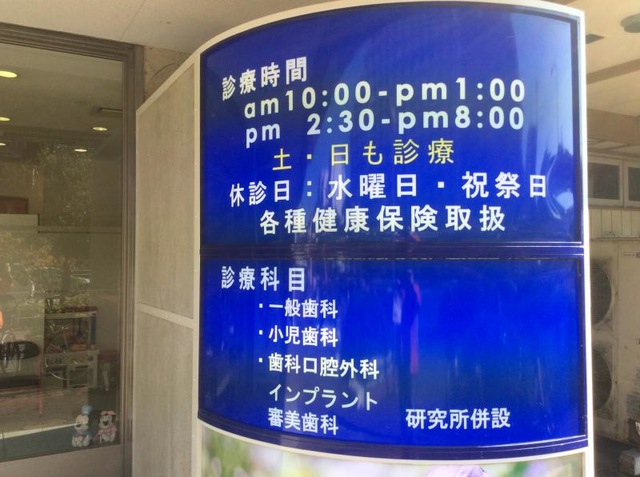 診療時間
am10:00-pm1:00
pm 2:30-pm8:00
土・日も診療
休診日：水曜日・祝祭日
各種健康保険取扱
診療科目
・一般歯科
・小児歯科
・歯科口腔外科
インプラント
審美歯科 研究所併設